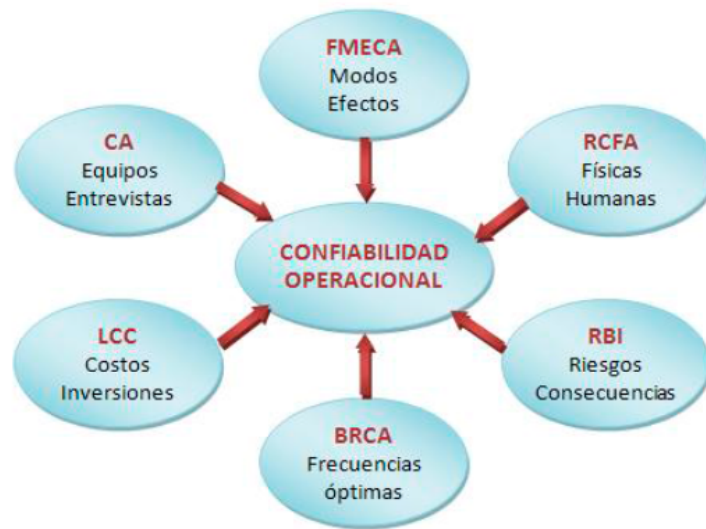 FMECA
Modos
Efectos
CA
Equipos
Entrevistas
RCFA
Físicas
Humanas
CONFIABILIDAD
OPERACIONAL
LCC
Costos
Inversiones
RBI
Riesgos
Consecuencias
BRCA
Frecuencias
óptimas